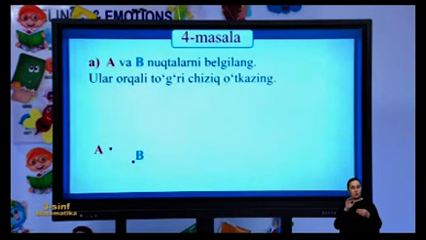 & EMOTIONS
4-masala
a) A va B nuqtalarni belgilang.
Ular orqali to‘g‘ri chiziq o‘tkazing.
A
B
3-sinf
Matematika